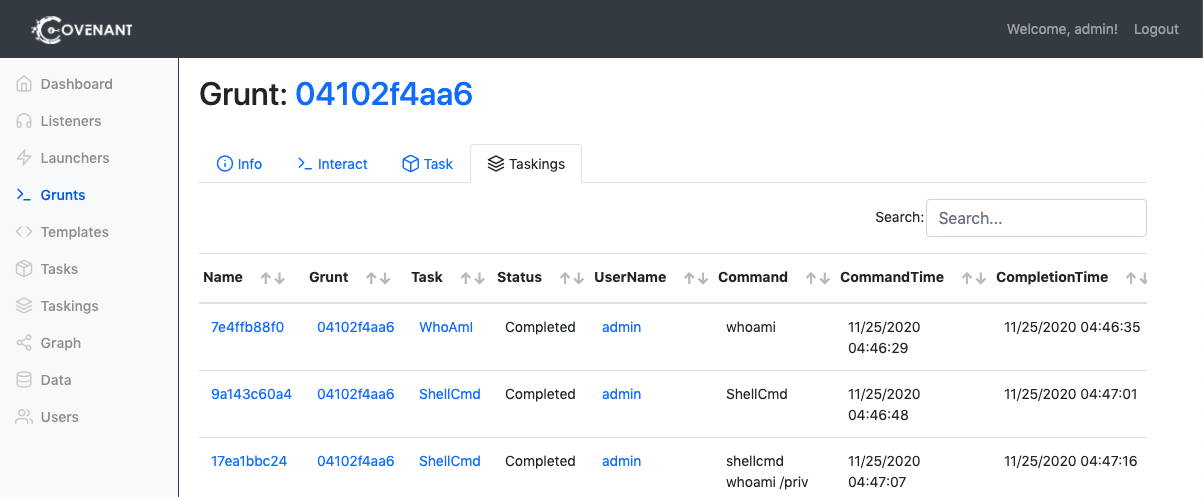 COVENANT
Welcome, admin! Logout
Dashboard
Listeners
Launchers
Grunts
Templates
Tasks
Taskings
Graph
Data
Users
Grunt: 04102f4aa6
Info Interact Task Taskings
Search: Search...
Name Grunt Task Status UserName Command CommandTime CompletionTime
7e4ffb88f0 04102f4aa6 WhoAmI Completed admin whoami 11/25/2020 11/25/2020 04:46:35
04:46:29
9a143c60a4 04102f4aa6 ShellCmd Completed admin ShellCmd 11/25/2020 11/25/2020 04:47:01
04:46:48
17ea1bbc24 04102f4aa6 ShellCmd Completed admin shellcmd 11/25/2020 11/25/2020 04:47:16
whoami /priv 04:47:07